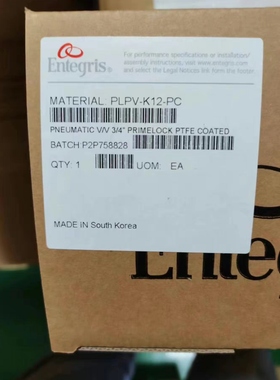 Entegris®
For performance specifications or installation/
assembly instructions, visit www.entegris.com
and select the Legal Notices link form the footer.
MATERIAL: PLPV-K12-PC
PNEUMATIC V/V 3/4" PRIMELOCK PTFE COATED
BATCH:P2P758828
QTY: 1 UOM: EA
MADE IN South Korea
Enteg